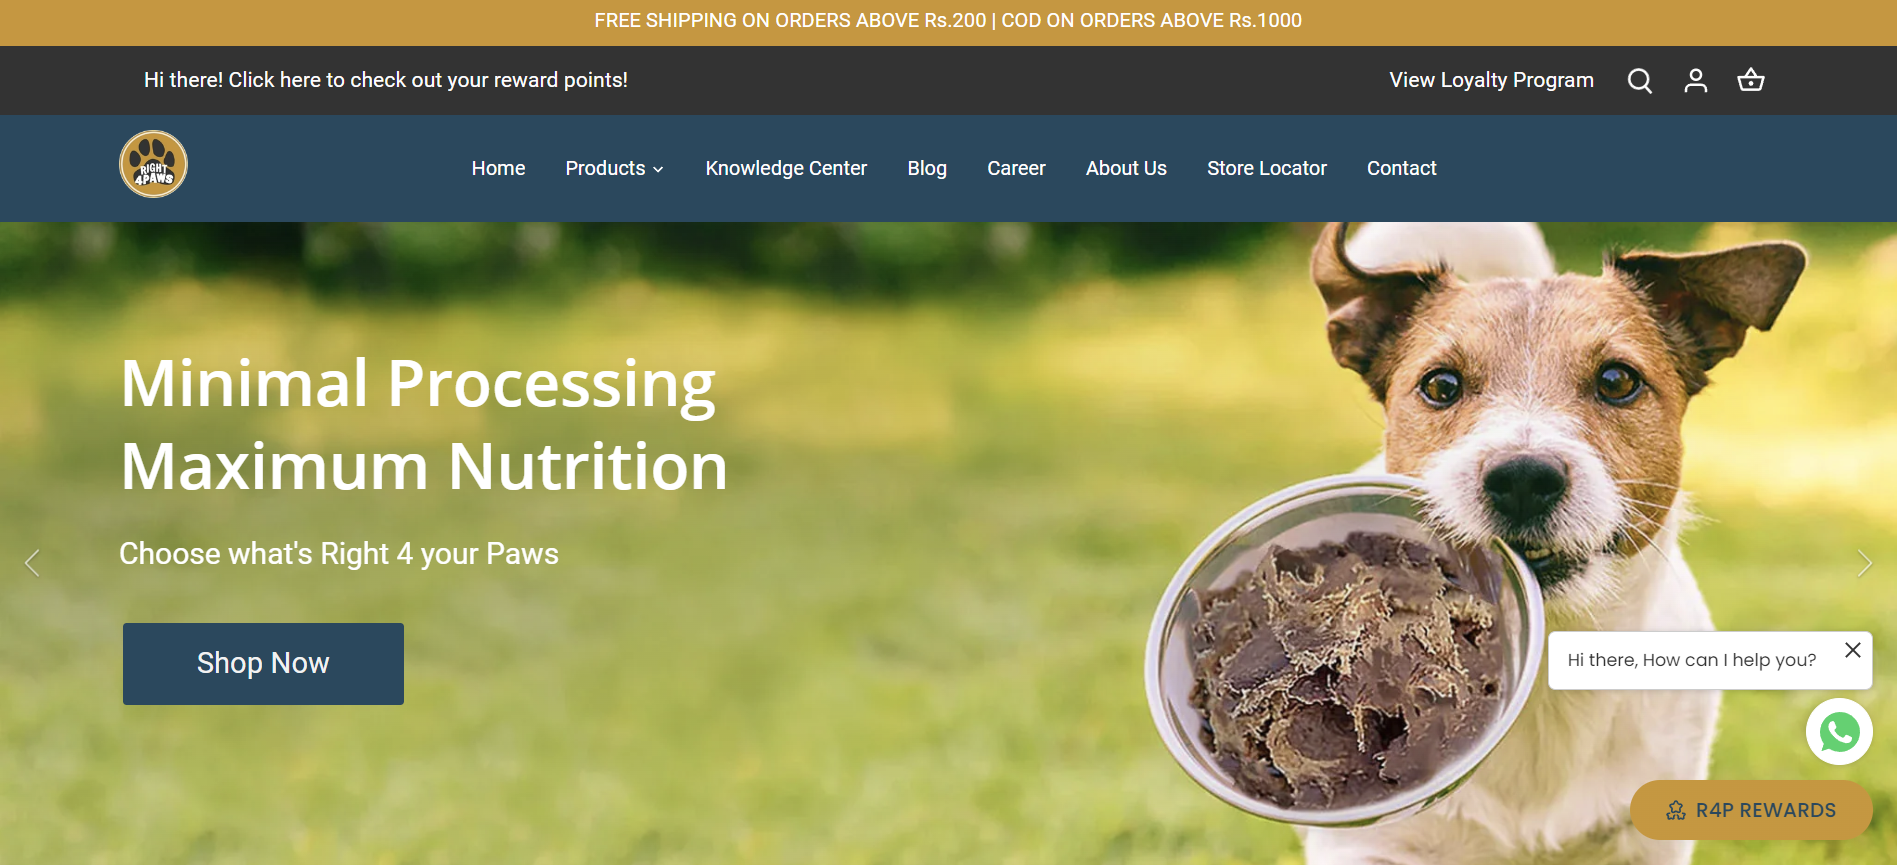 FREE SHIPPING ON ORDERS ABOVE Rs.200 | COD ON ORDERS ABOVE Rs.1000
Hi there! Click here to check out your reward points!
View Loyalty Program
RIGHT
4PAWS
Home
Products
Knowledge Center
Blog
Career
About Us
Store Locator
Contact
Minimal Processing
Maximum Nutrition
Choose what's Right 4 your Paws
Shop Now
Hi there, How can I help you?
R4P REWARDS